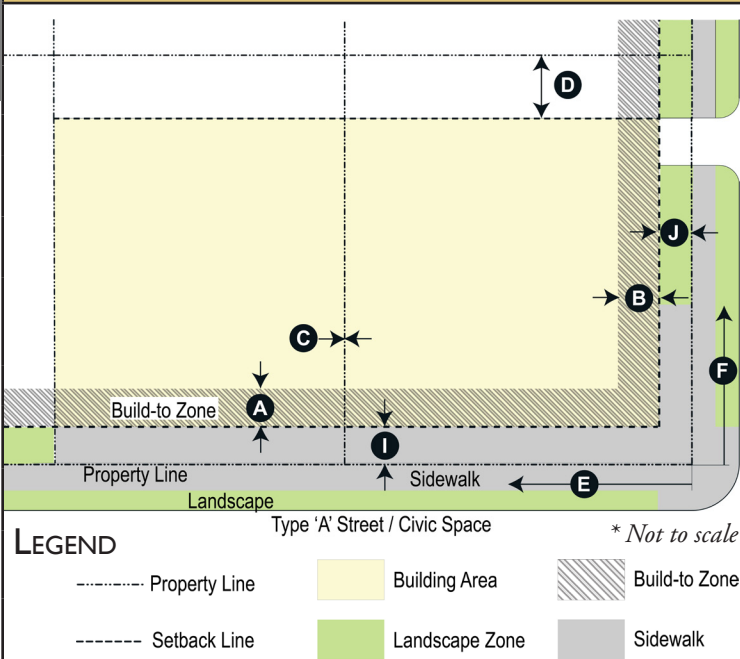 D
J
B
C
F
A
Build-to Zone
I
Property Line
Sidewalk
E
Landscape
Type 'A' Street / Civic Space
LEGEND
* Not to scale
Property Line
Building Area
Build-to Zone
Setback Line
Landscape Zone
Sidewalk